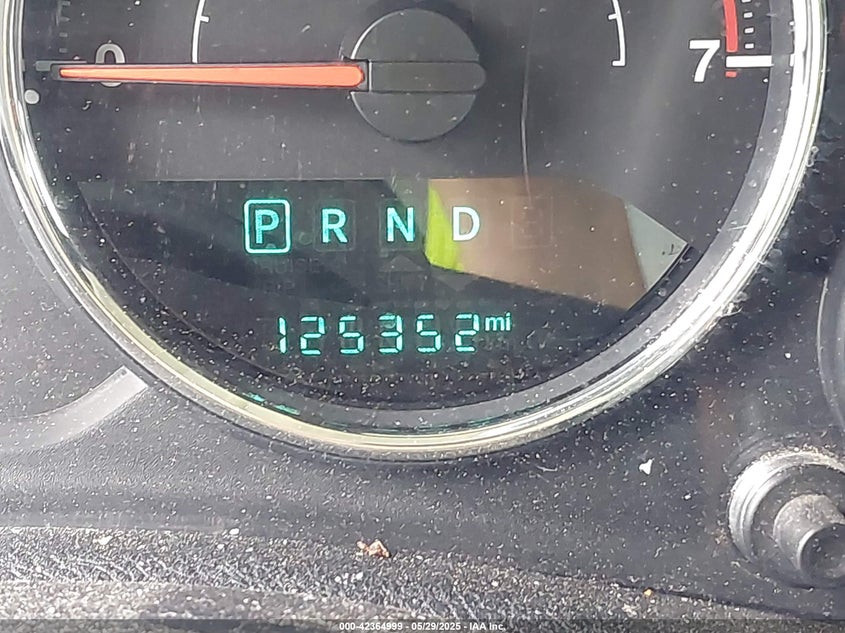 0
7
P R N D
125352 mi
000-42364999 - 05/29/2025 - IAA Inc.